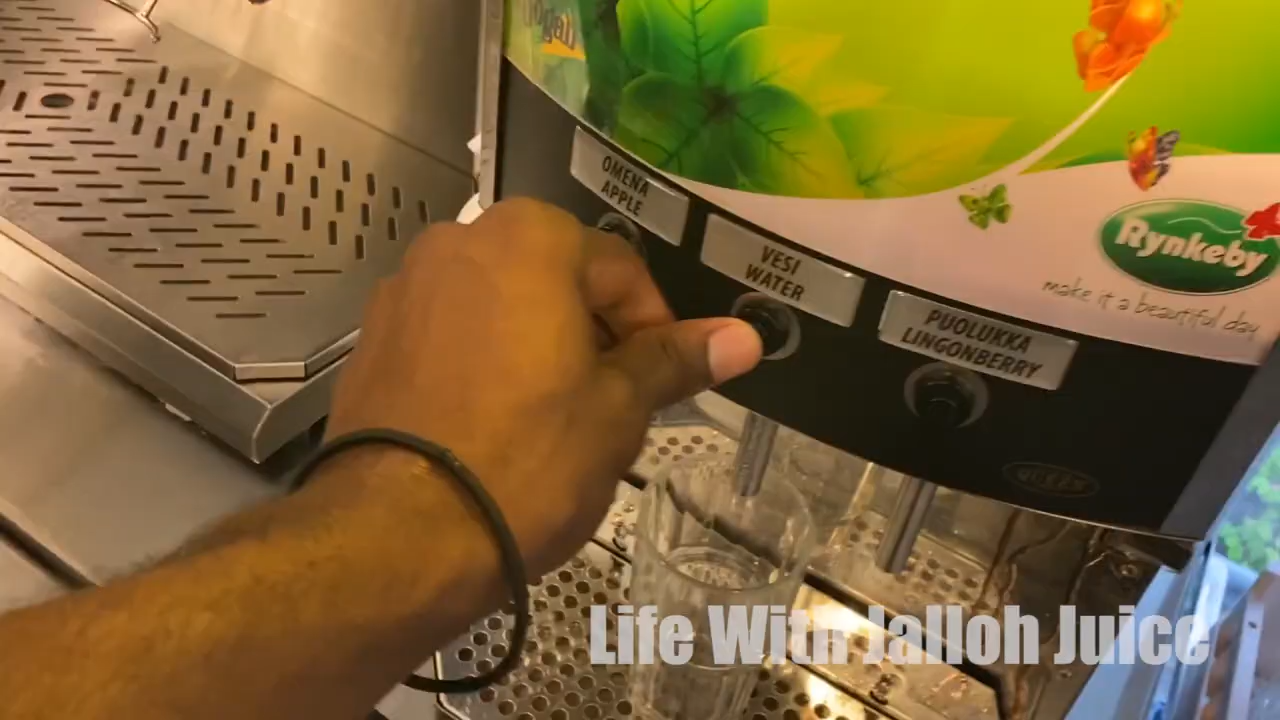 OMENA
APPLE
VESI
WATER
PUOLUKKA
LINGONBERRY
Rynkeby
make it a beautiful day
Life With Jalloh Juice